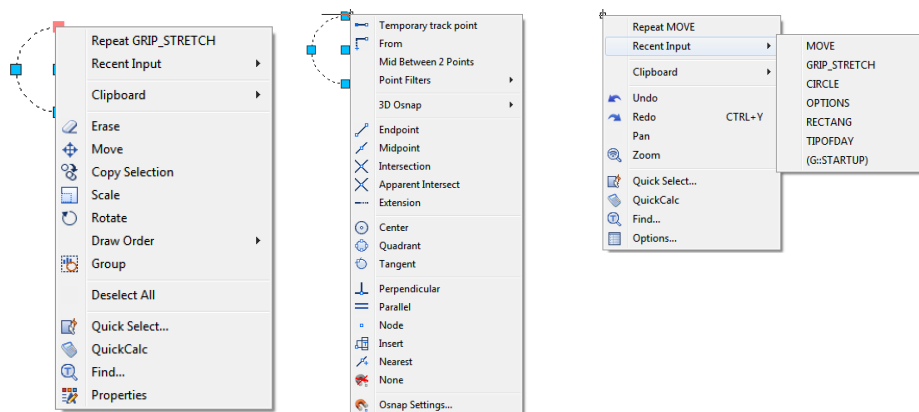 Repeat GRIP_STRETCH
Recent Input
Clipboard
Erase
Move
Copy Selection
Scale
Rotate
Draw Order
Group
Deselect All
Quick Select...
QuickCalc
Find...
Properties
Temporary track point
From
Mid Between 2 Points
Point Filters
3D Osnap
Endpoint
Midpoint
Intersection
Apparent Intersect
Extension
Center
Quadrant
Tangent
Perpendicular
Parallel
Node
Insert
Nearest
None
Osnap Settings...
Repeat MOVE
Recent Input
Clipboard
Undo
Redo CTRL+Y
Pan
Zoom
Quick Select...
QuickCalc
Find...
Options...
MOVE
GRIP_STRETCH
CIRCLE
OPTIONS
RECTANG
TIPOFDAY
(G::STARTUP)